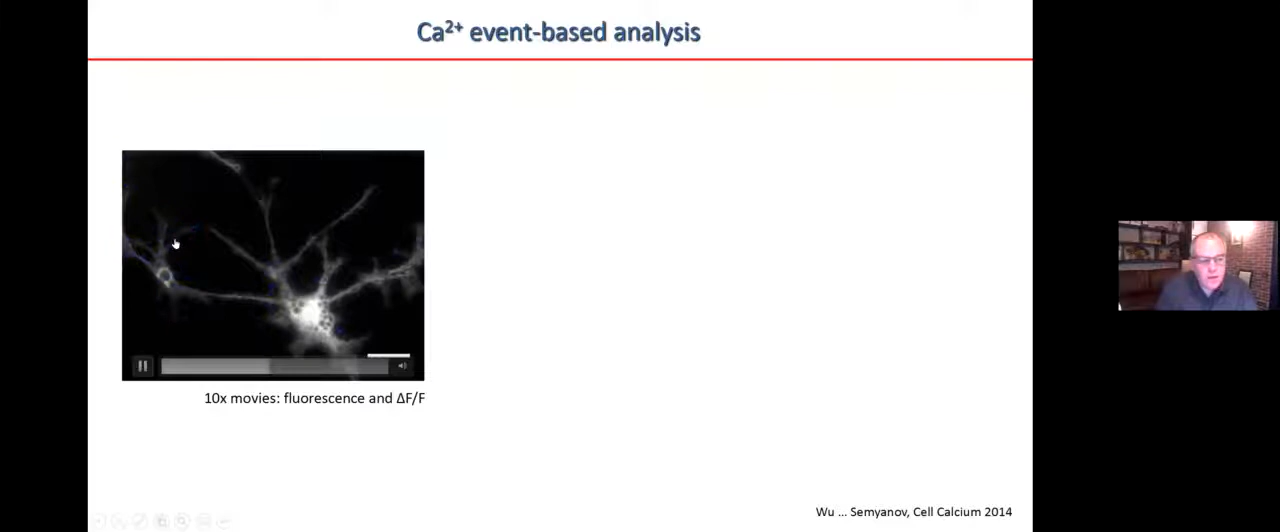 Ca²⁺ event-based analysis
10x movies: fluorescence and ΔF/F
Wu ... Semyanov, Cell Calcium 2014